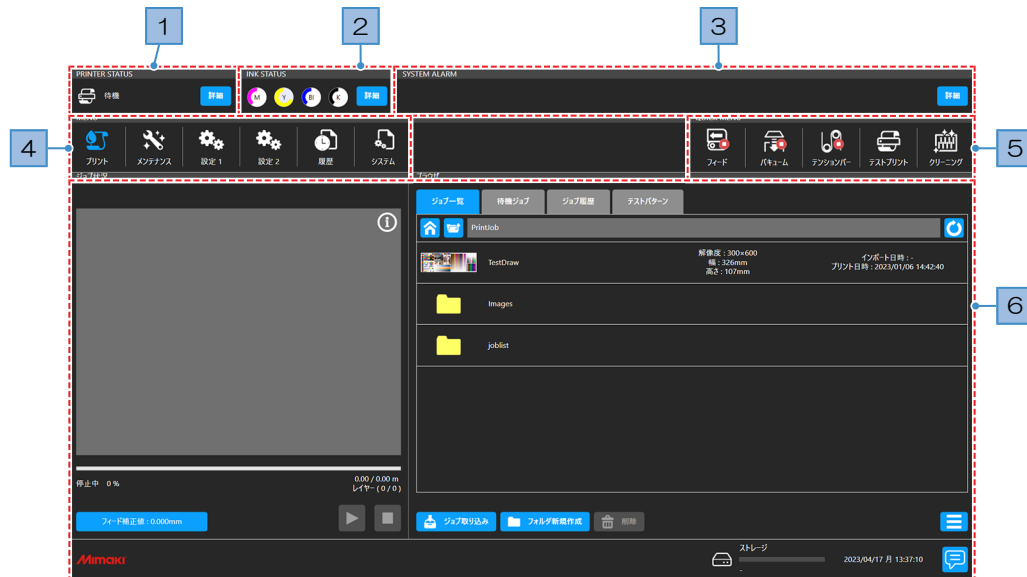 1
2
3
PRINTER STATUS
INK STATUS
SYSTEM ALARM
待機
詳細
M
Y
Bl
K
詳細
詳細
4
プリント
メンテナンス
設定 1
設定 2
履歴
システム
フィード
バキューム
テンションバー
テストプリント
クリーニング
5
ジョブ状況
ブラウザ
ジョブ一覧
待機ジョブ
ジョブ履歴
テストパターン
PrintJob
TestDraw
解像度 : 300×600
幅 : 326mm
高さ : 107mm
インポート日時 : -
プリント日時 : 2023/01/06 14:42:40
Images
6
joblist
停止中 0 %
0.00 / 0.00 m
レイヤー ( 0 / 0 )
フィード補正値 : 0.000mm
ジョブ取り込み
フォルダ新規作成
削除
Mimaki
ストレージ
-
2023/04/17 月 13:37:10